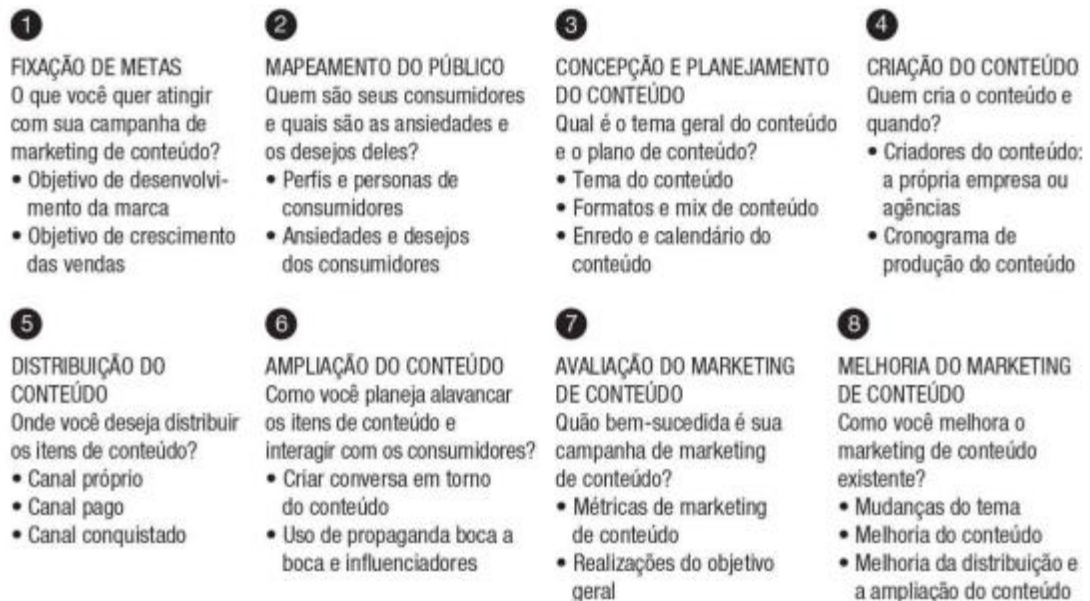 1
FIXAÇÃO DE METAS
O que você quer atingir
com sua campanha de
marketing de conteúdo?
• Objetivo de desenvolvi-
mento da marca
• Objetivo de crescimento
das vendas
2
MAPEAMENTO DO PÚBLICO
Quem são seus consumidores
e quais são as ansiedades e
os desejos deles?
• Perfis e personas de
consumidores
• Ansiedades e desejos
dos consumidores
3
CONCEPÇÃO E PLANEJAMENTO
DO CONTEÚDO
Qual é o tema geral do conteúdo
e o plano de conteúdo?
• Tema do conteúdo
• Formatos e mix de conteúdo
• Enredo e calendário do
conteúdo
4
CRIAÇÃO DO CONTEÚDO
Quem cria o conteúdo e
quando?
• Criadores do conteúdo:
a própria empresa ou
agências
• Cronograma de
produção do conteúdo
5
DISTRIBUIÇÃO DO
CONTEÚDO
Onde você deseja distribuir
os itens de conteúdo?
• Canal próprio
• Canal pago
• Canal conquistado
6
AMPLIAÇÃO DO CONTEÚDO
Como você planeja alavancar
os itens de conteúdo e
interagir com os consumidores?
• Criar conversa em torno
do conteúdo
• Uso de propaganda boca a
boca e influenciadores
7
AVALIAÇÃO DO MARKETING
DE CONTEÚDO
Quão bem-sucedida é sua
campanha de marketing
de conteúdo?
• Métricas de marketing
de conteúdo
• Realizações do objetivo
geral
8
MELHORIA DO MARKETING
DE CONTEÚDO
Como você melhora o
marketing de conteúdo
existente?
• Mudanças do tema
• Melhoria do conteúdo
• Melhoria da distribuição e
a ampliação do conteúdo